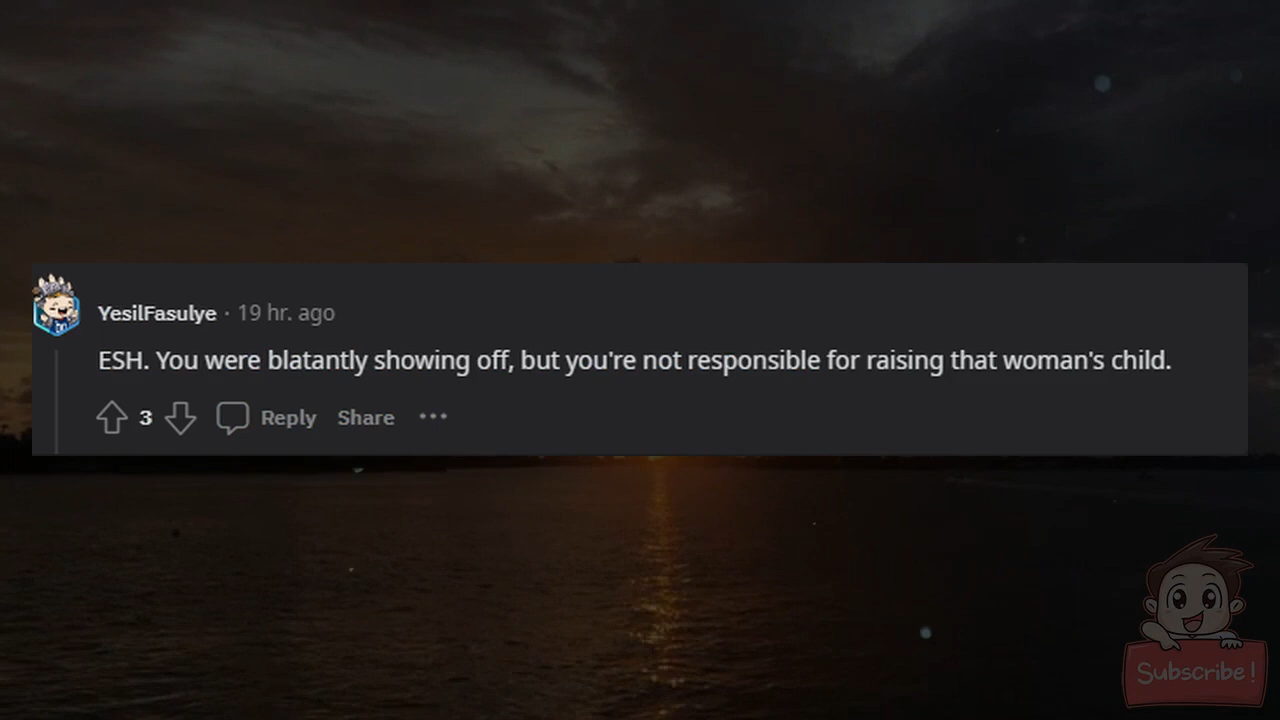 YesilFasulye · 19 hr. ago
ESH. You were blatantly showing off, but you're not responsible for raising that woman's child.
3 Reply Share ···
Subscribe!